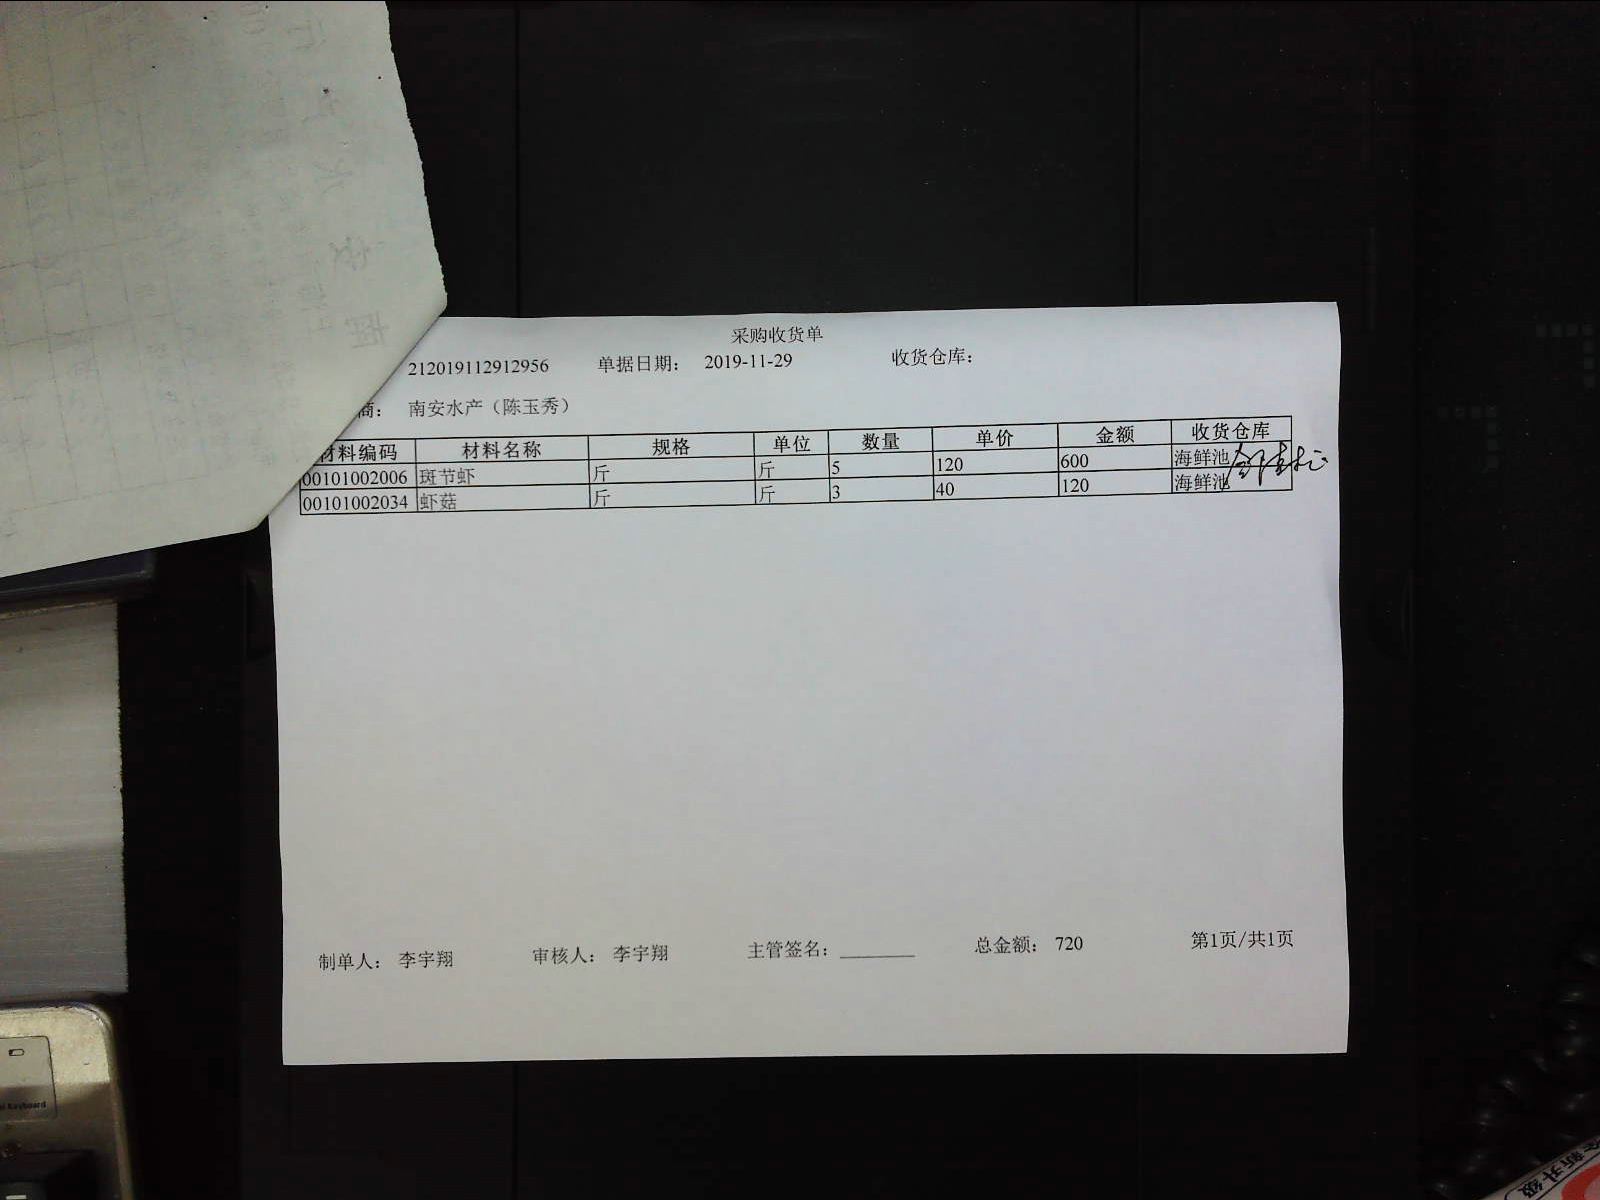 采购收货单
212019112912956 单据日期: 2019-11-29 收货仓库:
商: 南安水产（陈玉秀）
材料编码 材料名称 规格 单位 数量 单价 金额 收货仓库
00101002006 斑节虾 斤 斤 5 120 600 海鲜池
00101002034 虾菇 斤 斤 3 40 120 海鲜池
制单人: 李宇翔 审核人: 李宇翔 主管签名: 总金额: 720 第1页/共1页
Keyboard